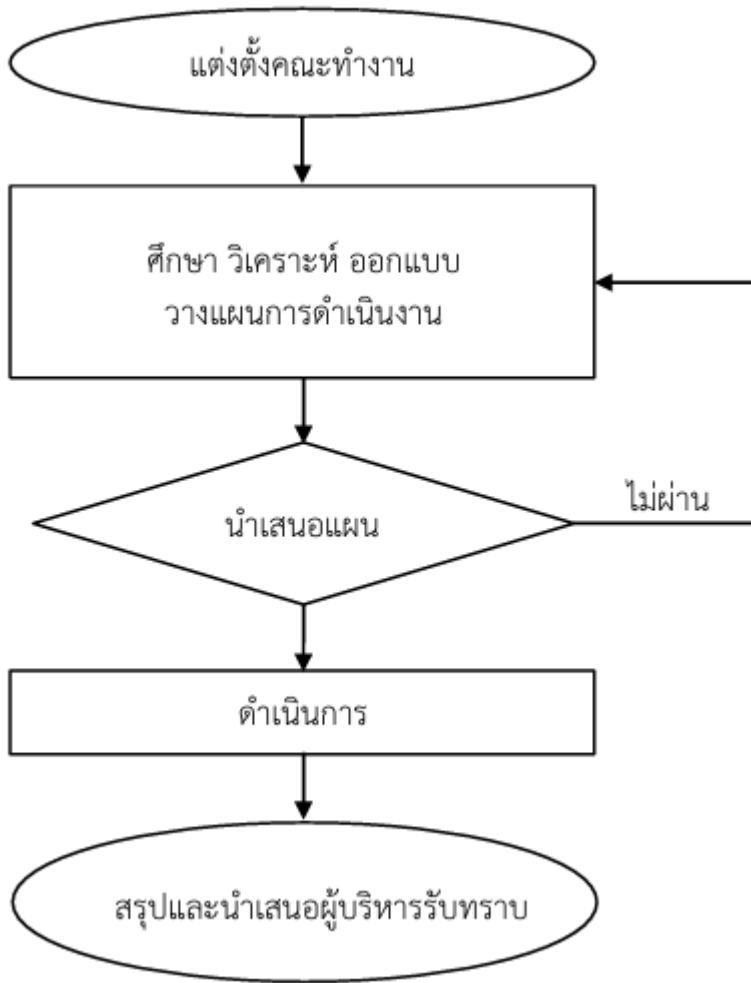 แต่งตั้งคณะทำงาน
ศึกษา วิเคราะห์ ออกแบบ
วางแผนการดำเนินงาน
ไม่ผ่าน
นำเสนอแผน
ดำเนินการ
สรุปและนำเสนอผู้บริหารรับทราบ